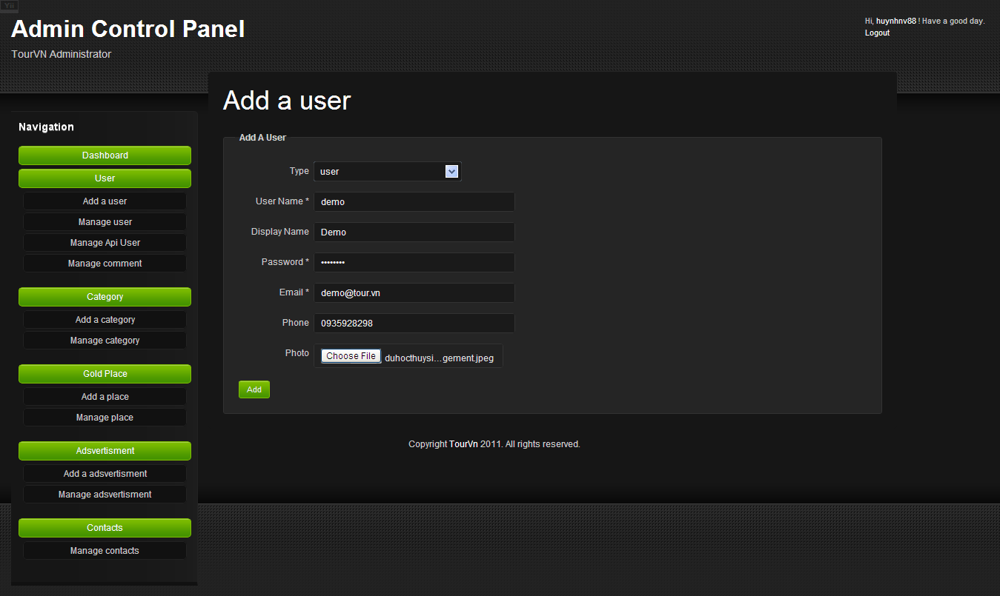 Yii
Admin Control Panel
TourVN Administrator
Hi, huynhnv88 ! Have a good day.
Logout
Navigation
Dashboard
User
Add a user
Manage user
Manage Api User
Manage comment
Category
Add a category
Manage category
Gold Place
Add a place
Manage place
Adsvertisment
Add a adsvertisment
Manage adsvertisment
Contacts
Manage contacts
Add a user
Add A User
Type user
User Name * demo
Display Name Demo
Password * ••••••••
Email * demo@tour.vn
Phone 0935928298
Photo Choose File duhocthuysi...gement.jpeg
Add
Copyright TourVn 2011. All rights reserved.